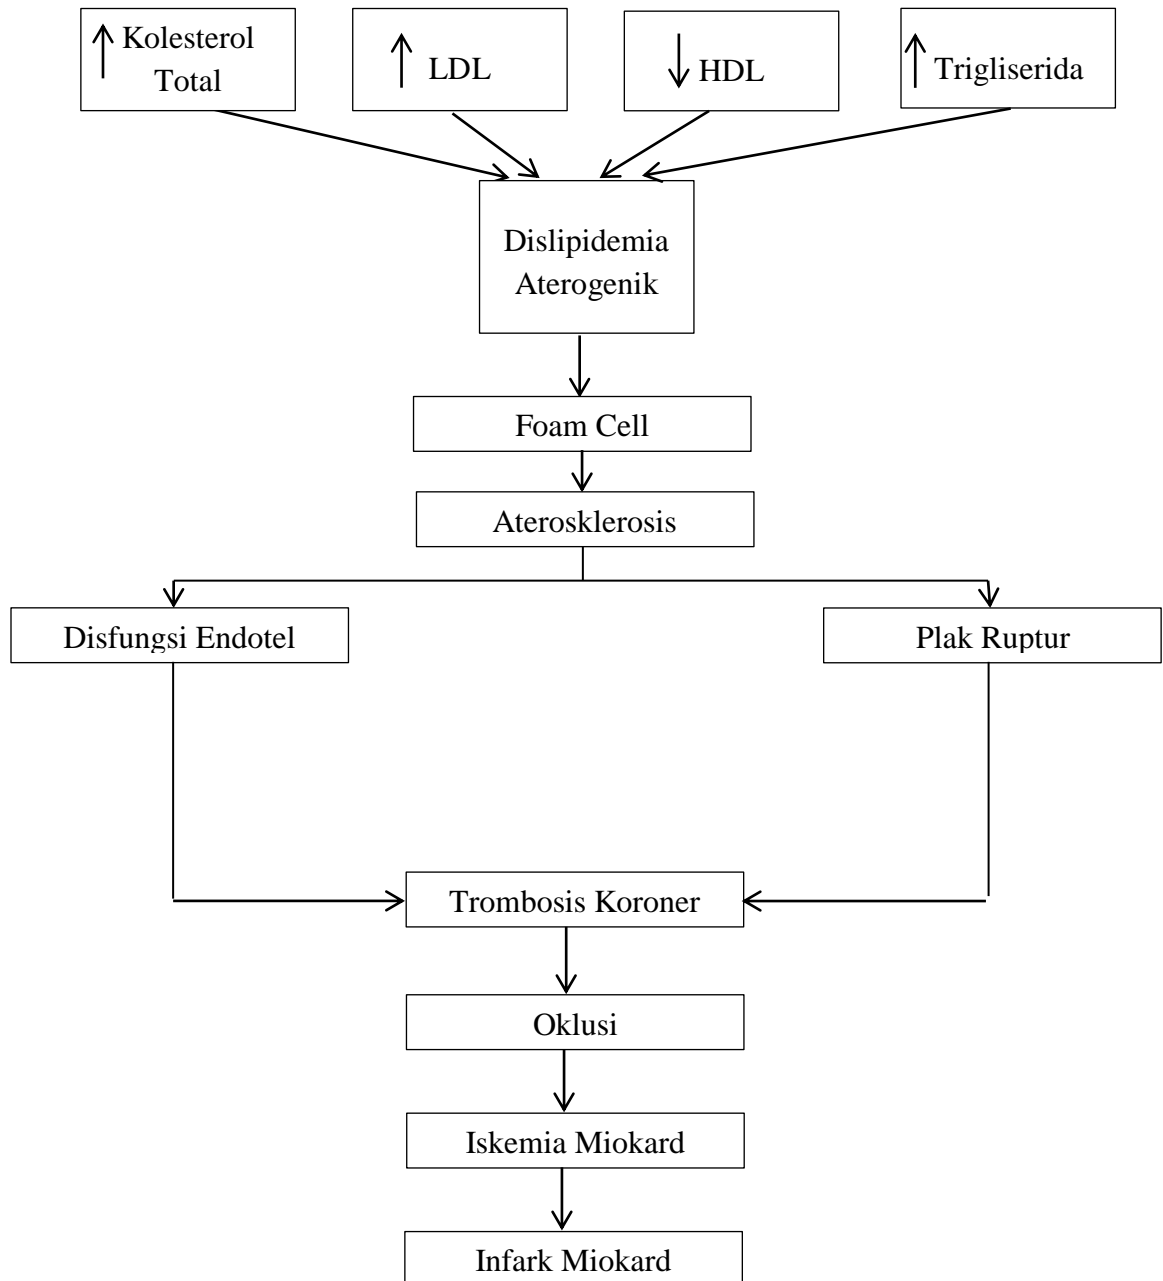 Kolesterol
Total
LDL
HDL
Trigliserida
Dislipidemia
Aterogenik
Foam Cell
Aterosklerosis
Disfungsi Endotel
Plak Ruptur
Trombosis Koroner
Oklusi
Iskemia Miokard
Infark Miokard